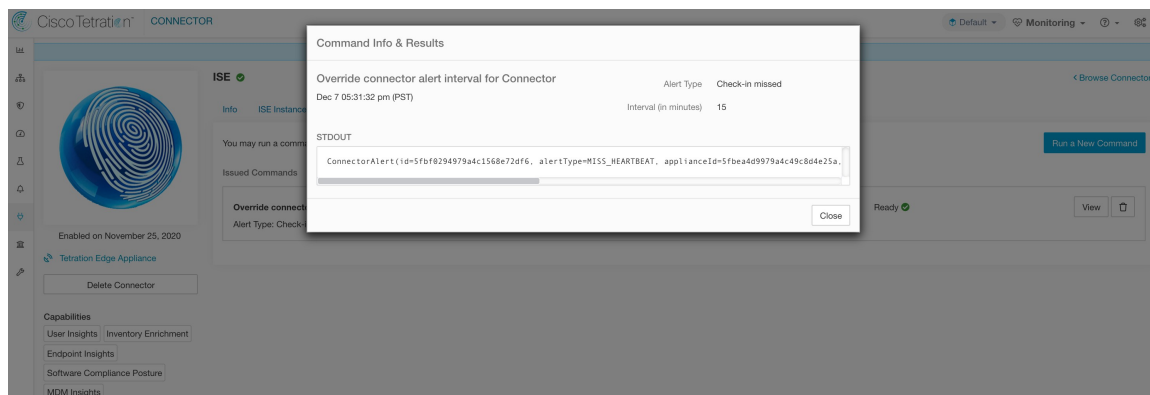 Cisco Tetration™ CONNECTOR
Default
Monitoring
Command Info & Results
Override connector alert interval for Connector
Dec 7 05:31:32 pm (PST)
Alert Type Check-in missed
Interval (in minutes) 15
STDOUT
ConnectorAlert(id=5fbf0294979a4c1568e72df6, alertType=MISS_HEARTBEAT, applianceId=5fbea4d9979a4c49c8d4e25a,
Close
ISE
< Browse Connector
Info ISE Instance
You may run a comm
Run a New Command
Issued Commands
Override connect
Alert Type: Check-i
Ready
View
Enabled on November 25, 2020
Tetration Edge Appliance
Delete Connector
Capabilities
User Insights Inventory Enrichment
Endpoint Insights
Software Compliance Posture
MDM Insights